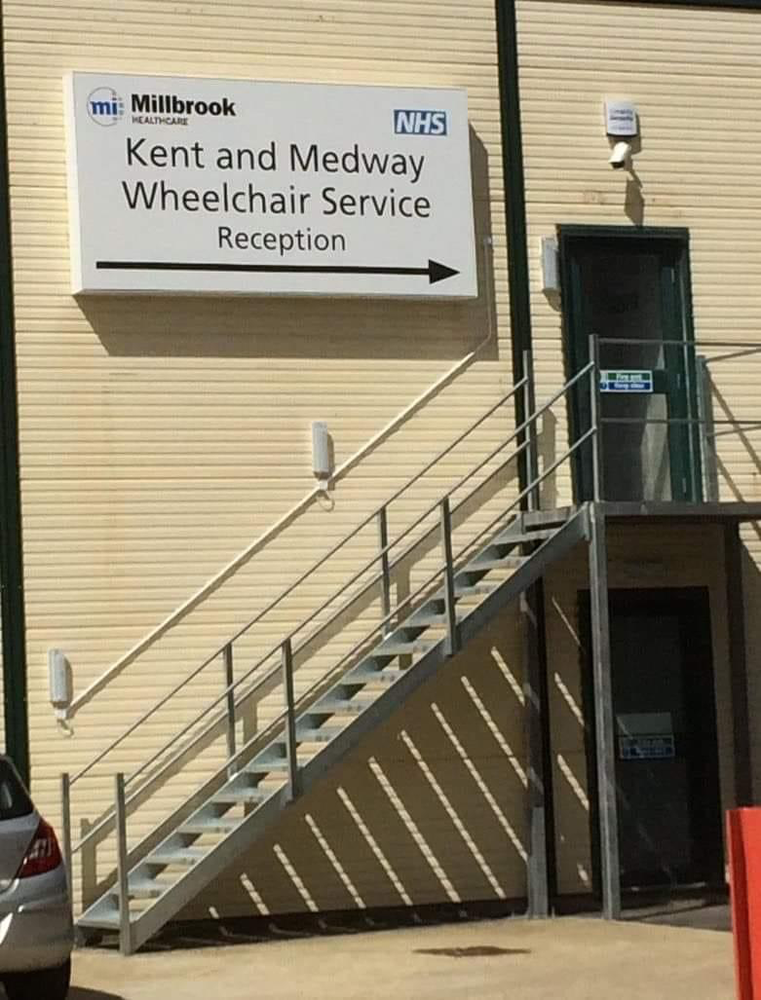 mi Millbrook
HEALTHCARE
NHS
Kent and Medway
Wheelchair Service
Reception
Fire exit
Keep clear